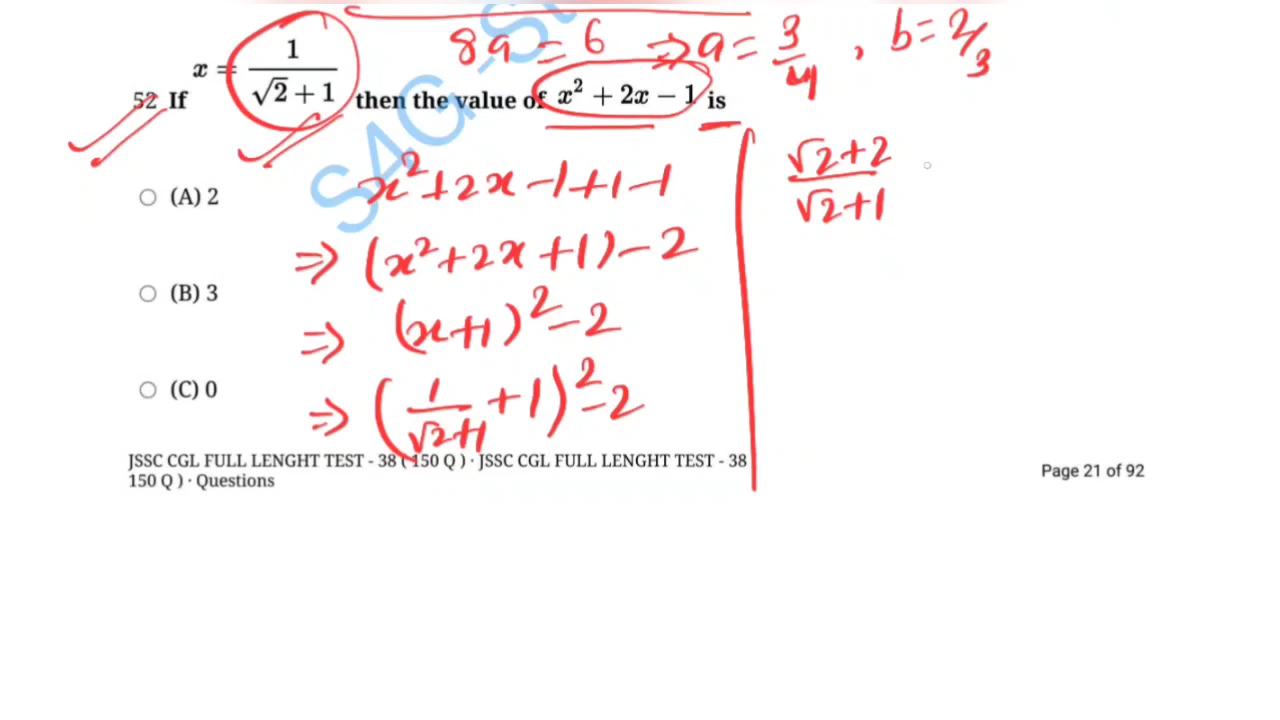 8a = 6 ⇒ a = 3/4 , b = 2/3
52 If x = 1/(√2 + 1) then the value of x² + 2x − 1 is
(A) 2
(B) 3
(C) 0
x²+2x-1+1-1
⇒ (x²+2x+1)-2
⇒ (x+1)²-2
⇒ (1/(√2+1) +1)²-2
(√2+2)/(√2+1)
S4G -S
JSSC CGL FULL LENGHT TEST - 38 ( 150 Q ) · JSSC CGL FULL LENGHT TEST - 38
150 Q ) · Questions
Page 21 of 92